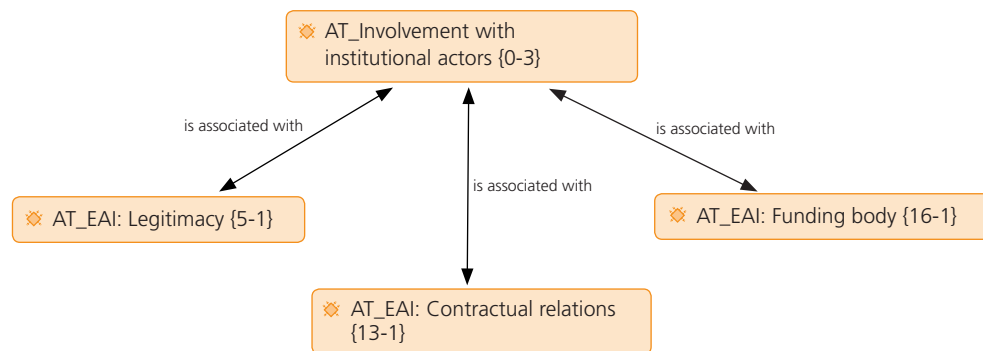 AT_Involvement with
institutional actors {0-3}
is associated with
is associated with
is associated with
AT_EAI: Legitimacy {5-1}
AT_EAI: Funding body {16-1}
AT_EAI: Contractual relations
{13-1}